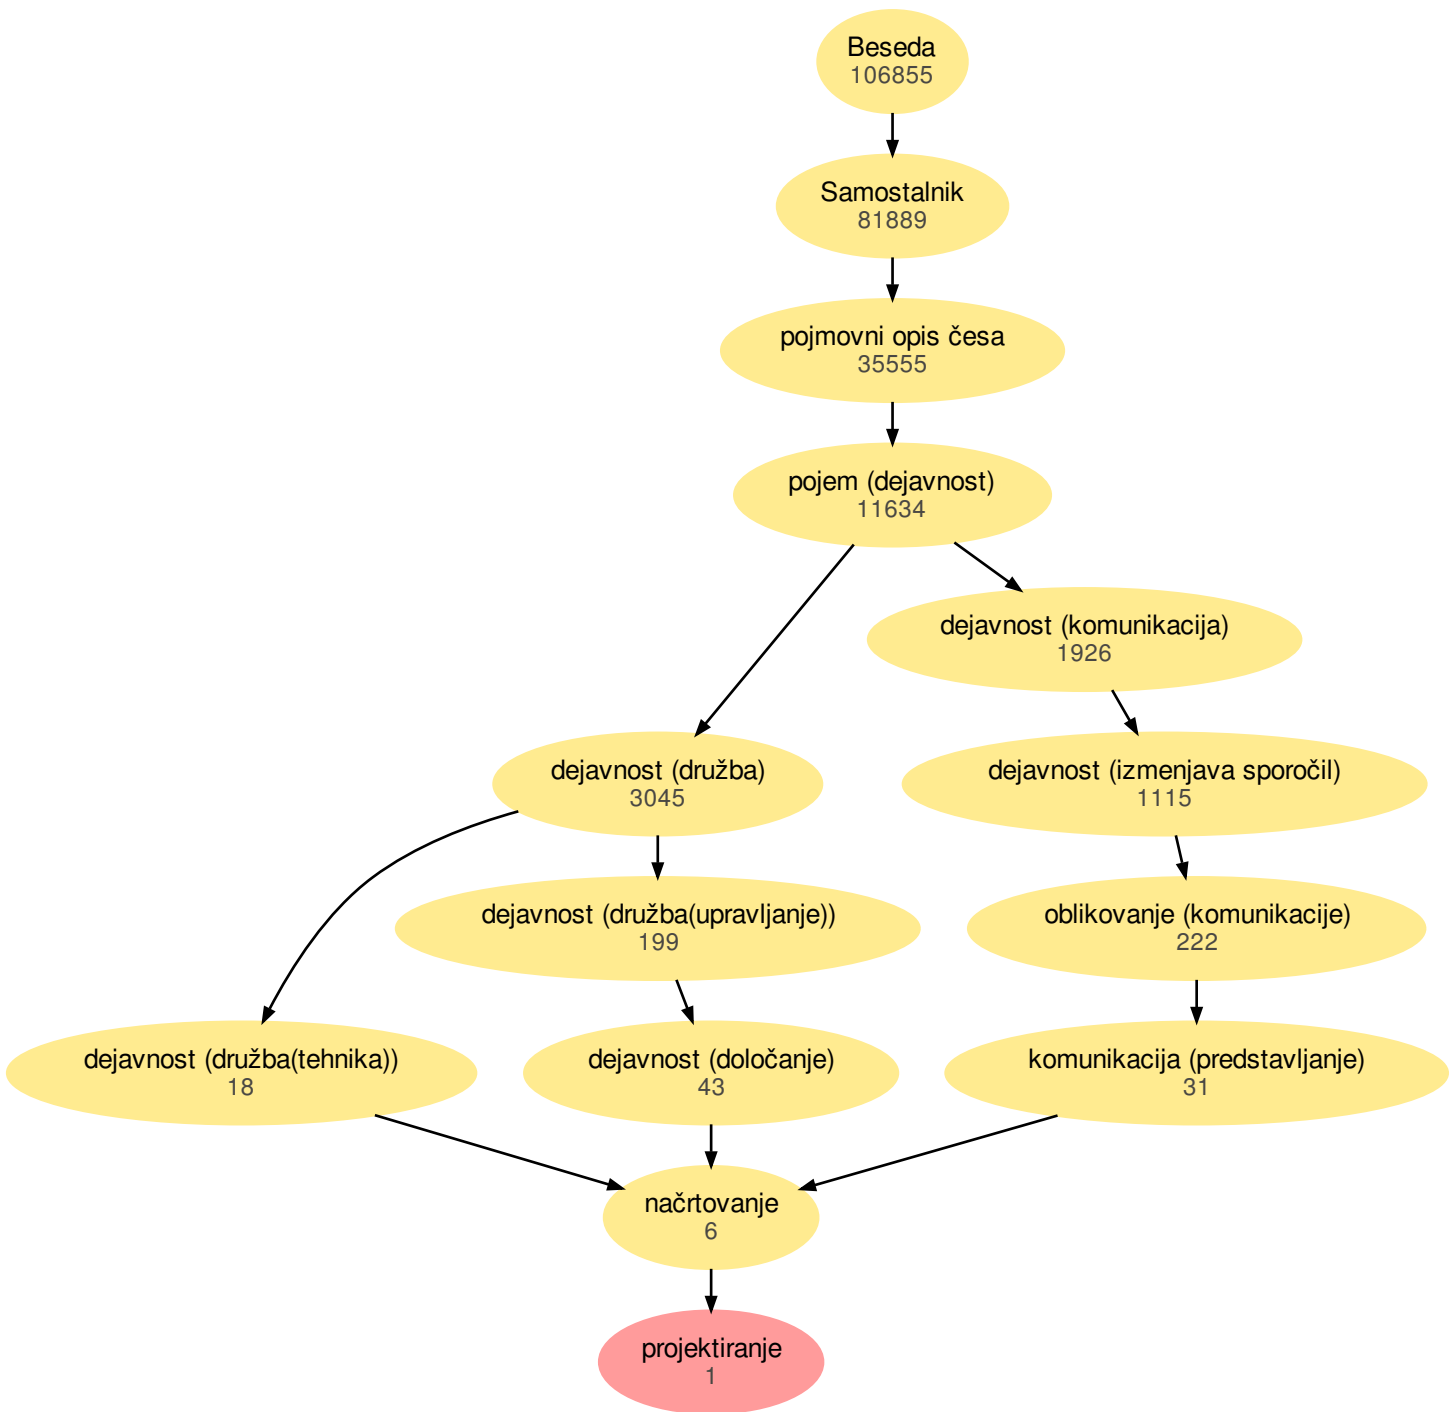 Beseda
106855
Samostalnik
81889
pojmovni opis česa
35555
pojem (dejavnost)
11634
dejavnost (komunikacija)
1926
dejavnost (družba)
3045
dejavnost (izmenjava sporočil)
1115
dejavnost (družba(upravljanje))
199
oblikovanje (komunikacije)
222
dejavnost (družba(tehnika))
18
dejavnost (določanje)
43
komunikacija (predstavljanje)
31
načrtovanje
6
projektiranje
1